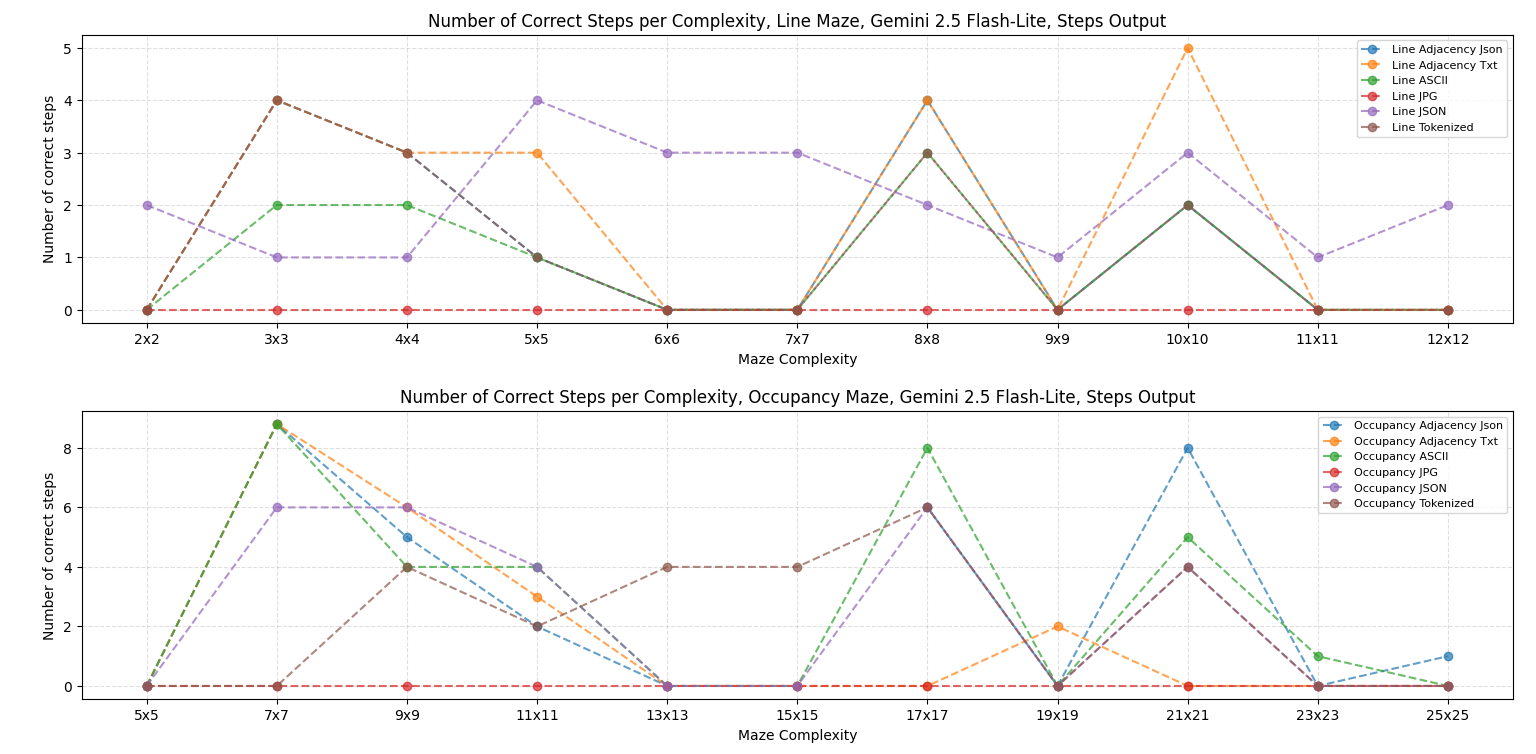 Number of Correct Steps per Complexity, Line Maze, Gemini 2.5 Flash-Lite, Steps Output
Number of correct steps
5
4
3
2
1
0
Line Adjacency Json
Line Adjacency Txt
Line ASCII
Line JPG
Line JSON
Line Tokenized
2x2 3x3 4x4 5x5 6x6 7x7 8x8 9x9 10x10 11x11 12x12
Maze Complexity
Number of Correct Steps per Complexity, Occupancy Maze, Gemini 2.5 Flash-Lite, Steps Output
Number of correct steps
8
6
4
2
0
Occupancy Adjacency Json
Occupancy Adjacency Txt
Occupancy ASCII
Occupancy JPG
Occupancy JSON
Occupancy Tokenized
5x5 7x7 9x9 11x11 13x13 15x15 17x17 19x19 21x21 23x23 25x25
Maze Complexity